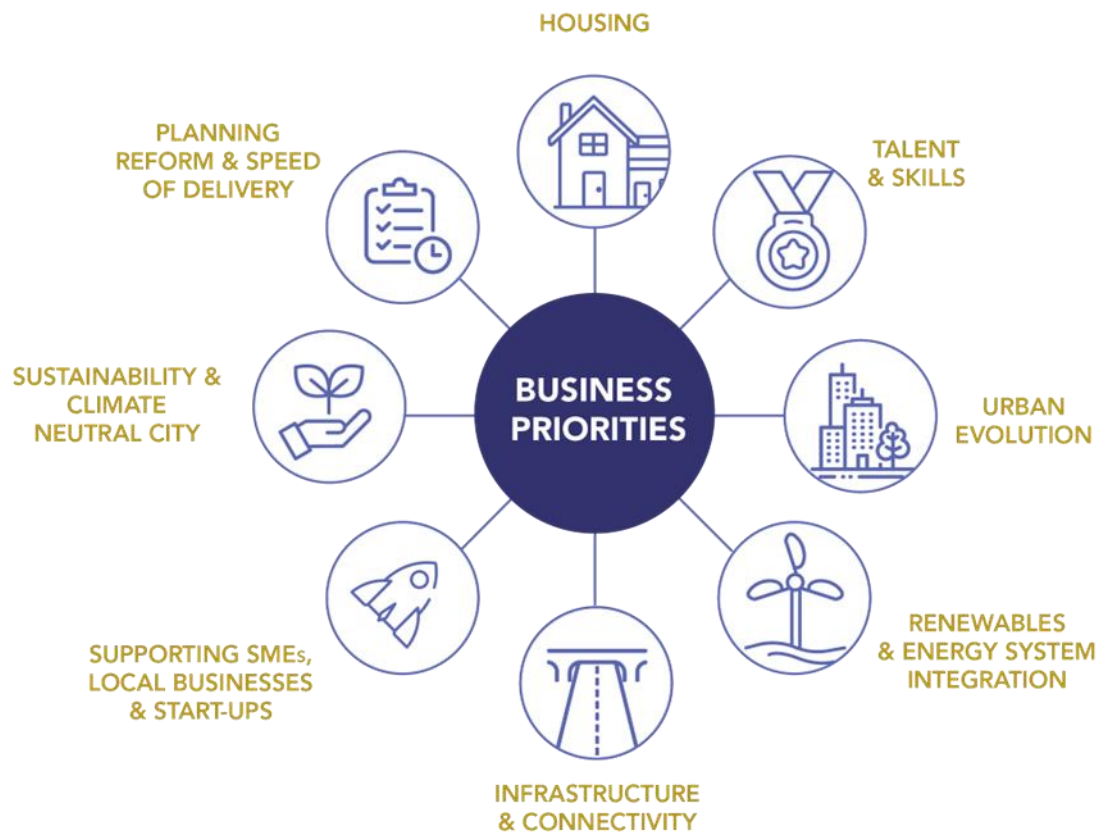 HOUSING
TALENT
& SKILLS
URBAN
EVOLUTION
RENEWABLES
& ENERGY SYSTEM
INTEGRATION
INFRASTRUCTURE
& CONNECTIVITY
SUPPORTING SMEs,
LOCAL BUSINESSES
& START-UPS
SUSTAINABILITY &
CLIMATE
NEUTRAL CITY
PLANNING
REFORM & SPEED
OF DELIVERY
BUSINESS
PRIORITIES